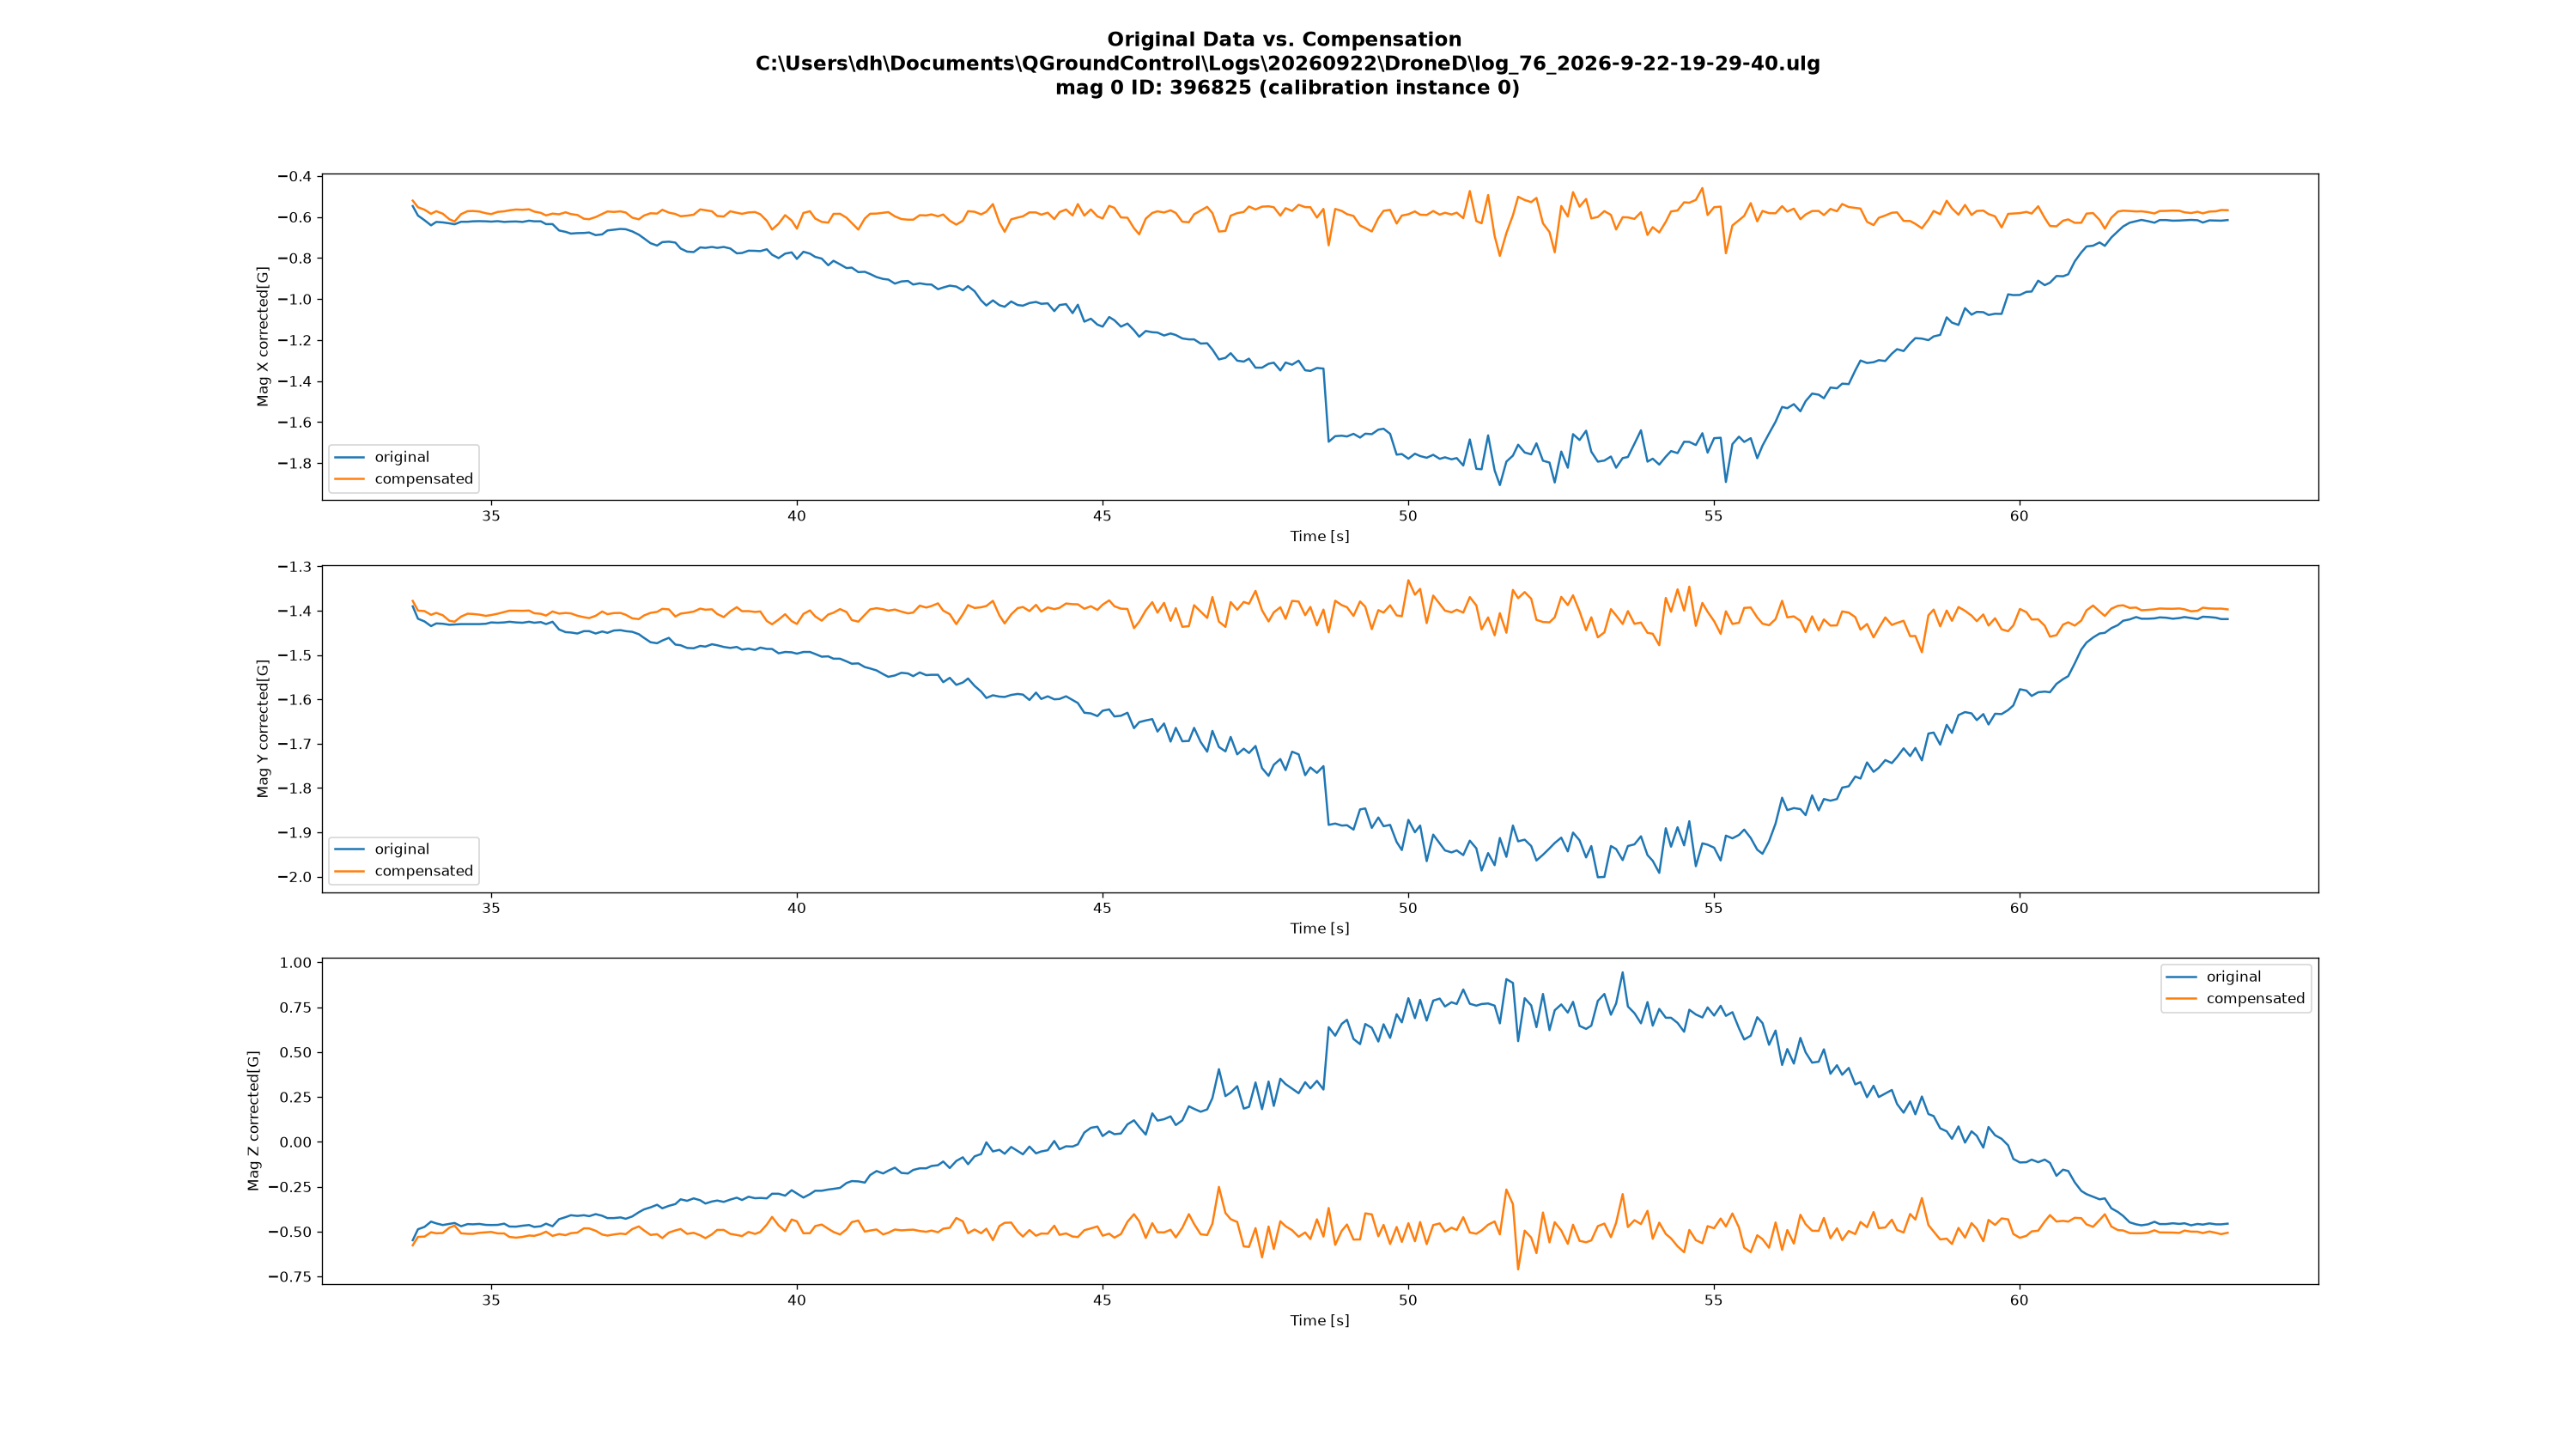 Original Data vs. Compensation
C:\Users\dh\Documents\QGroundControl\Logs\20260922\DroneD\log_76_2026-9-22-19-29-40.ulg
mag 0 ID: 396825 (calibration instance 0)
Mag X corrected[G]
−0.4
−0.6
−0.8
−1.0
−1.2
−1.4
−1.6
−1.8
original
compensated
35 40 45 50 55 60
Time [s]
Mag Y corrected[G]
−1.3
−1.4
−1.5
−1.6
−1.7
−1.8
−1.9
−2.0
original
compensated
35 40 45 50 55 60
Time [s]
Mag Z corrected[G]
1.00
0.75
0.50
0.25
0.00
−0.25
−0.50
−0.75
original
compensated
35 40 45 50 55 60
Time [s]